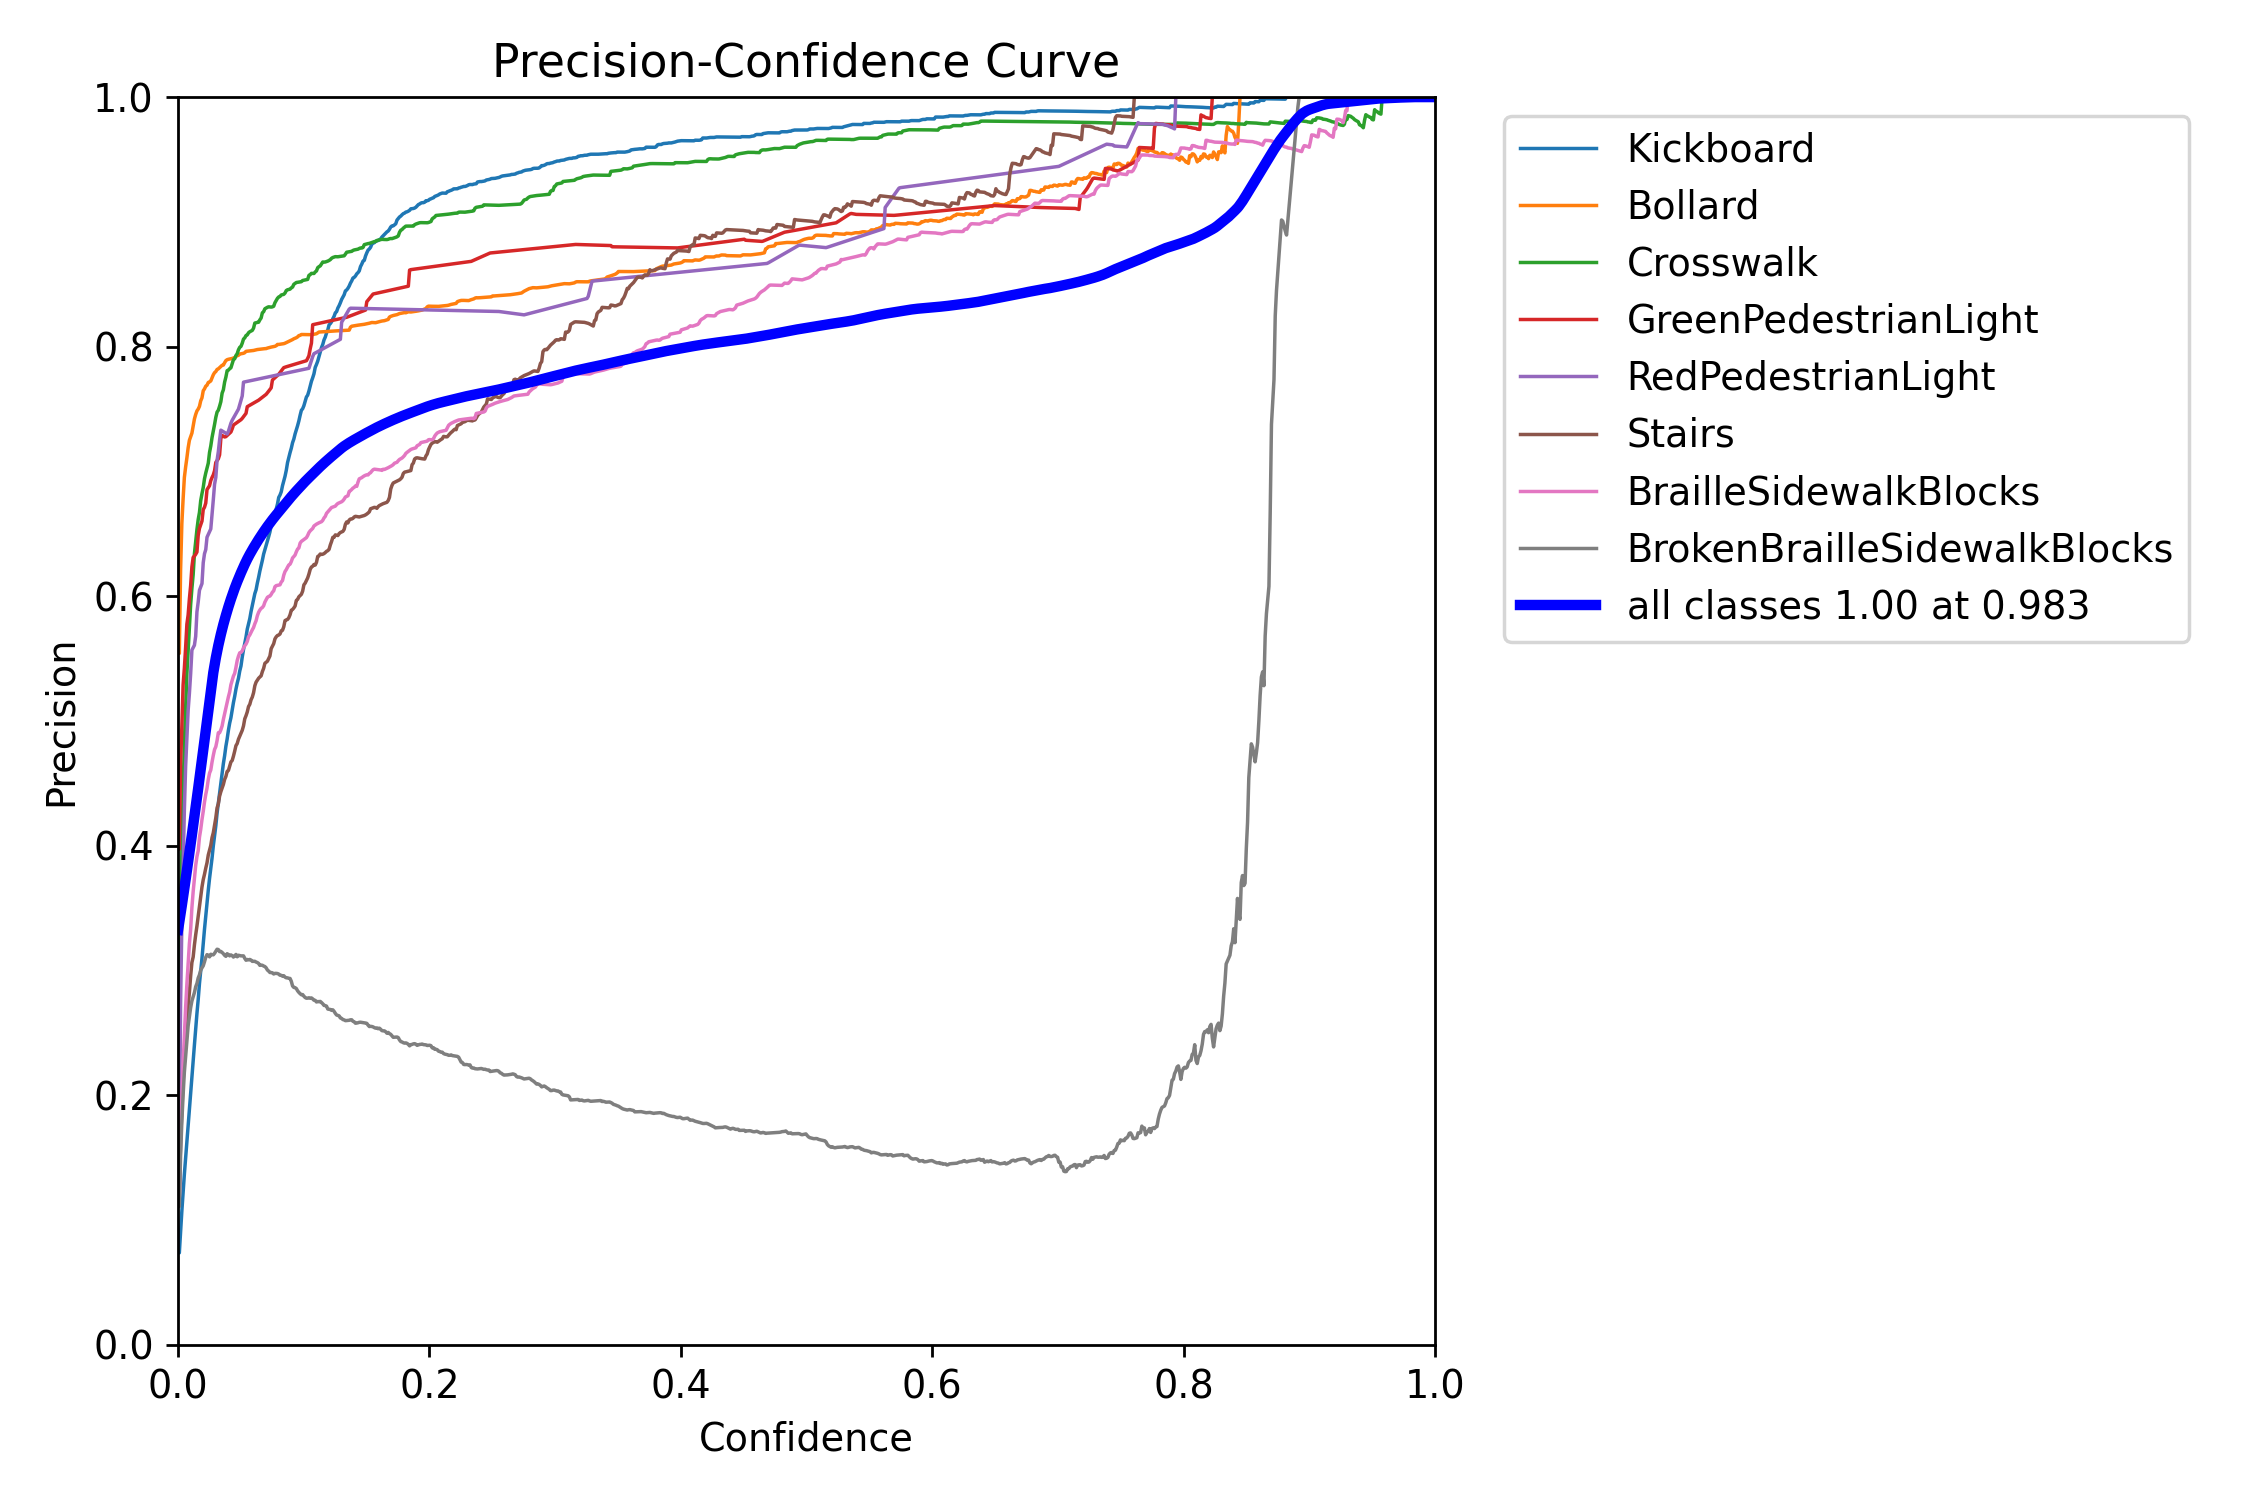 Precision-Confidence Curve
1.0
0.8
0.6
0.4
0.2
0.0
Precision
0.0 0.2 0.4 0.6 0.8 1.0
Confidence
Kickboard
Bollard
Crosswalk
GreenPedestrianLight
RedPedestrianLight
Stairs
BrailleSidewalkBlocks
BrokenBrailleSidewalkBlocks
all classes 1.00 at 0.983